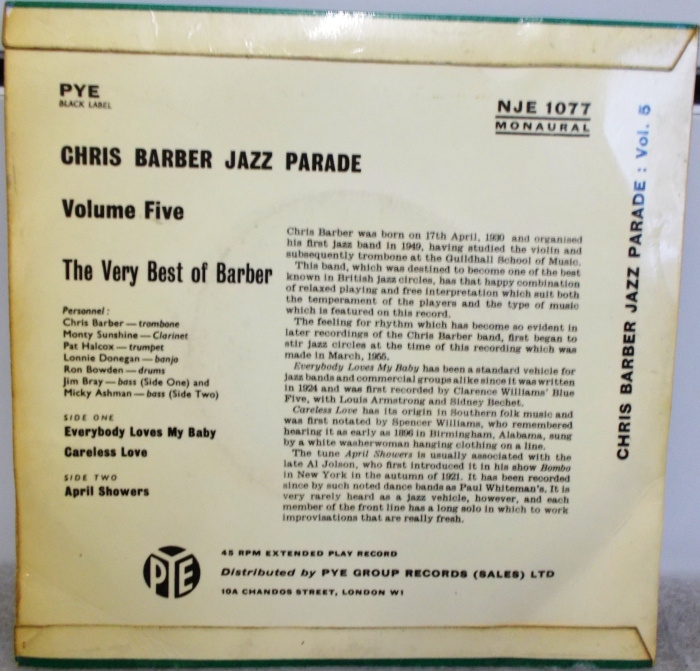 PYE
BLACK LABEL
NJE 1077
MONAURAL
CHRIS BARBER JAZZ PARADE
Volume Five
The Very Best of Barber
Personnel :
Chris Barber — trombone
Monty Sunshine — Clarinet
Pat Halcox — trumpet
Lonnie Donegan — banjo
Ron Bowden — drums
Jim Bray — bass (Side One) and
Micky Ashman — bass (Side Two)
SIDE ONE
Everybody Loves My Baby
Careless Love
SIDE TWO
April Showers
Chris Barber was born on 17th April, 1930 and organised
his first jazz band in 1949, having studied the violin and
subsequently trombone at the Guildhall School of Music.
This band, which was destined to become one of the best
known in British jazz circles, has that happy combination
of relaxed playing and free interpretation which suit both
the temperament of the players and the type of music
which is featured on this record.
The feeling for rhythm which has become so evident in
later recordings of the Chris Barber band, first began to
stir jazz circles at the time of this recording which was
made in March, 1955.
Everybody Loves My Baby has been a standard vehicle for
jazz bands and commercial groups alike since it was written
in 1924 and was first recorded by Clarence Williams' Blue
Five, with Louis Armstrong and Sidney Bechet.
Careless Love has its origin in Southern folk music and
was first notated by Spencer Williams, who remembered
hearing it as early as 1896 in Birmingham, Alabama, sung
by a white washerwoman hanging clothing on a line.
The tune April Showers is usually associated with the
late Al Jolson, who first introduced it in his show Bombo
in New York in the autumn of 1921. It has been recorded
since by such noted dance bands as Paul Whiteman's. It is
very rarely heard as a jazz vehicle, however, and each
member of the front line has a long solo in which to work
improvisations that are really fresh.
CHRIS BARBER JAZZ PARADE : Vol. 5
PYE
45 RPM EXTENDED PLAY RECORD
Distributed by PYE GROUP RECORDS (SALES) LTD
10A CHANDOS STREET, LONDON W1